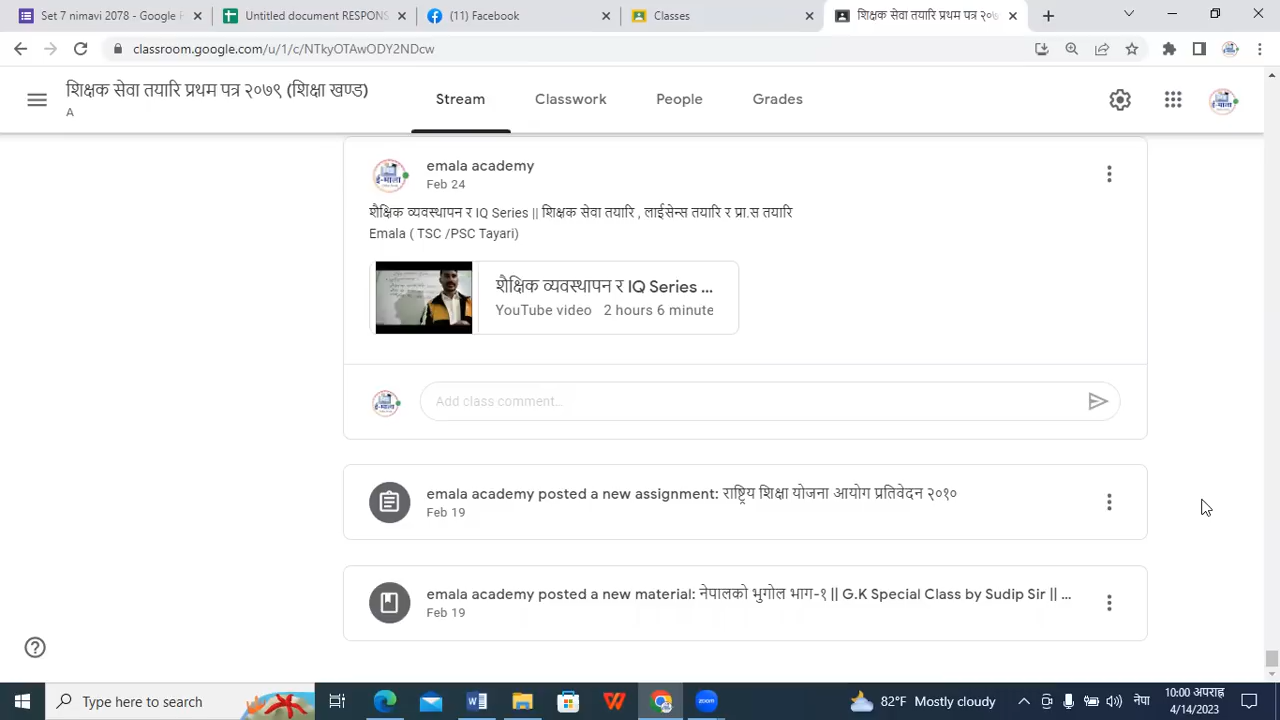 Set 7 nimavi 2078 - Google
Untitled document RESPONS
(11) Facebook
Classes
शिक्षक सेवा तयारि प्रथम पत्र २०७
classroom.google.com/u/1/c/NTkyOTAwODY2NDcw
शिक्षक सेवा तयारि प्रथम पत्र २०७९ (शिक्षा खण्ड)
A
Stream
Classwork
People
Grades
emala academy
Feb 24
शैक्षिक व्यवस्थापन र IQ Series || शिक्षक सेवा तयारि , लाईसेन्स तयारि र प्रा.स तयारि
Emala ( TSC /PSC Tayari)
शैक्षिक व्यवस्थापन र IQ Series ...
YouTube video 2 hours 6 minute
ई-माला
Add class comment...
emala academy posted a new assignment: राष्ट्रिय शिक्षा योजना आयोग प्रतिवेदन २०१०
Feb 19
emala academy posted a new material: नेपालको भुगोल भाग-१ || G.K Special Class by Sudip Sir || ...
Feb 19
Type here to search
zoom
82°F Mostly cloudy
नेपा
10:00 अपराह्न
4/14/2023